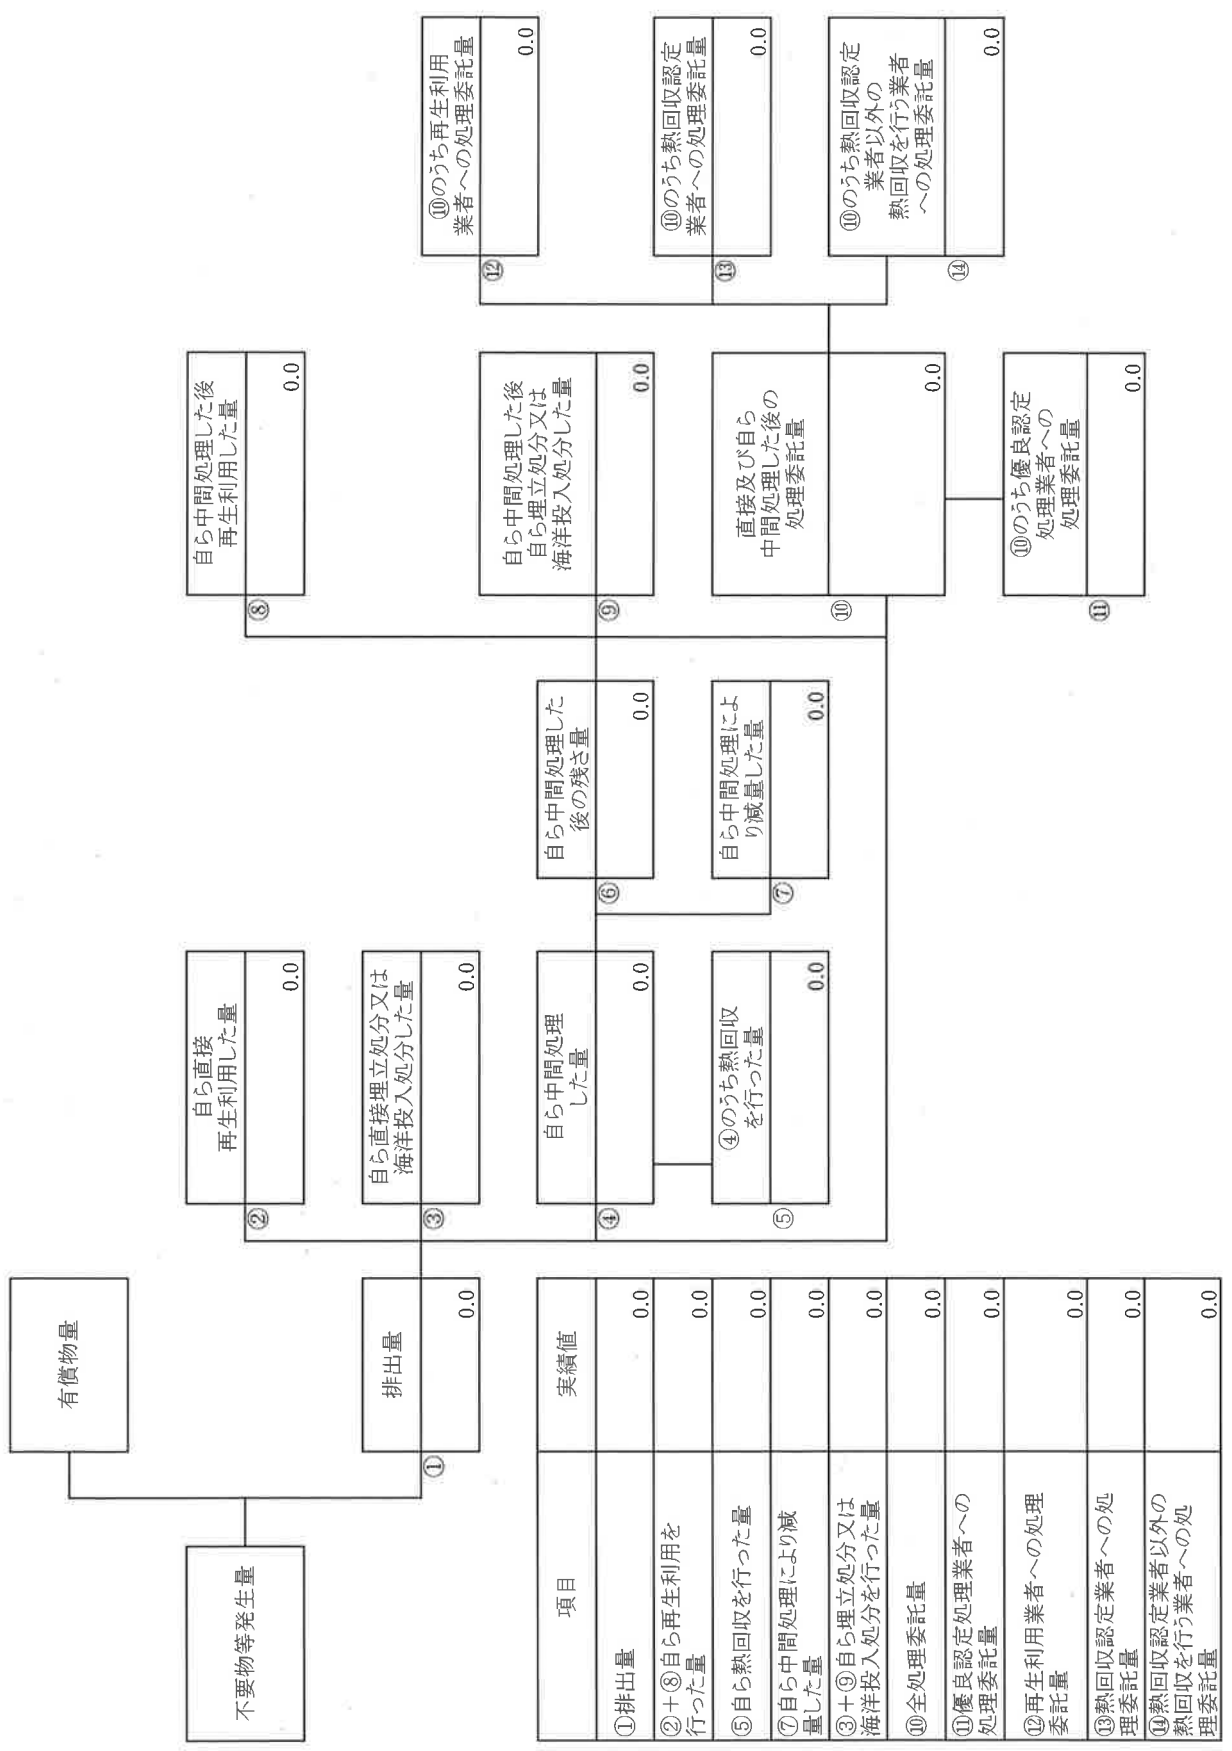 不要物等発生量
有償物量
①
排出量
0.0
②
自ら直接
再生利用した量
0.0
③
自ら直接埋立処分又は
海洋投入処分した量
0.0
④
自ら中間処理
した量
0.0
⑤
④のうち熱回収
を行った量
0.0
⑥
自ら中間処理した
後の残さ量
0.0
⑦
自ら中間処理によ
り減量した量
0.0
⑧
自ら中間処理した後
再生利用した量
0.0
⑨
自ら中間処理した後
自ら埋立処分又は
海洋投入処分した量
0.0
⑩
直接及び自ら
中間処理した後の
処理委託量
0.0
⑪
⑩のうち優良認定
処理業者への
処理委託量
0.0
⑫
⑩のうち再生利用
業者への処理委託量
0.0
⑬
⑩のうち熱回収認定
業者への処理委託量
0.0
⑭
⑩のうち熱回収認定
業者以外の
熱回収を行う業者
への処理委託量
0.0
項目 実績値
①排出量 0.0
②+⑧自ら再生利用を
行った量 0.0
⑤自ら熱回収を行った量 0.0
⑦自ら中間処理により減
量した量 0.0
③+⑨自ら埋立処分又は
海洋投入処分を行った量 0.0
⑩全処理委託量 0.0
⑪優良認定処理業者への
処理委託量 0.0
⑫再生利用業者への処理
委託量 0.0
⑬熱回収認定業者への処
理委託量 0.0
⑭熱回収認定業者以外の
熱回収を行う業者への処
理委託量 0.0